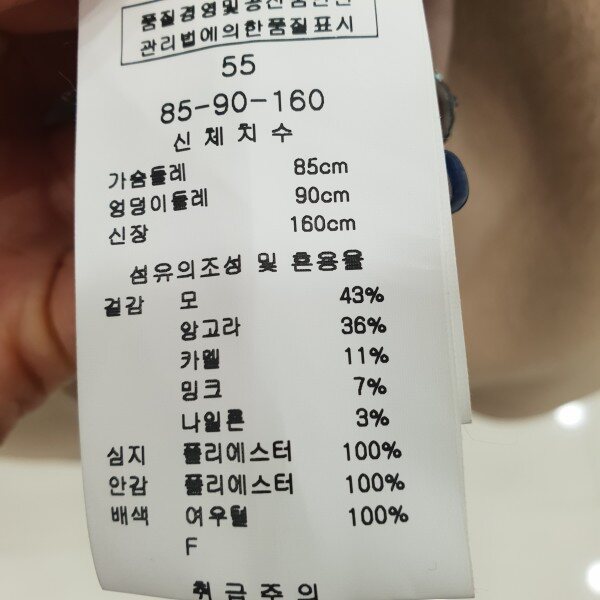 품질경영및공산품안전
관리법에의한품질표시
55
85-90-160
신체치수
가슴둘레 85cm
엉덩이둘레 90cm
신장 160cm
섬유의조성 및 혼용율
겉감 모 43%
앙고라 36%
카멜 11%
밍크 7%
나일론 3%
심지 폴리에스터 100%
안감 폴리에스터 100%
배색 여우털 100%
F
취급주의